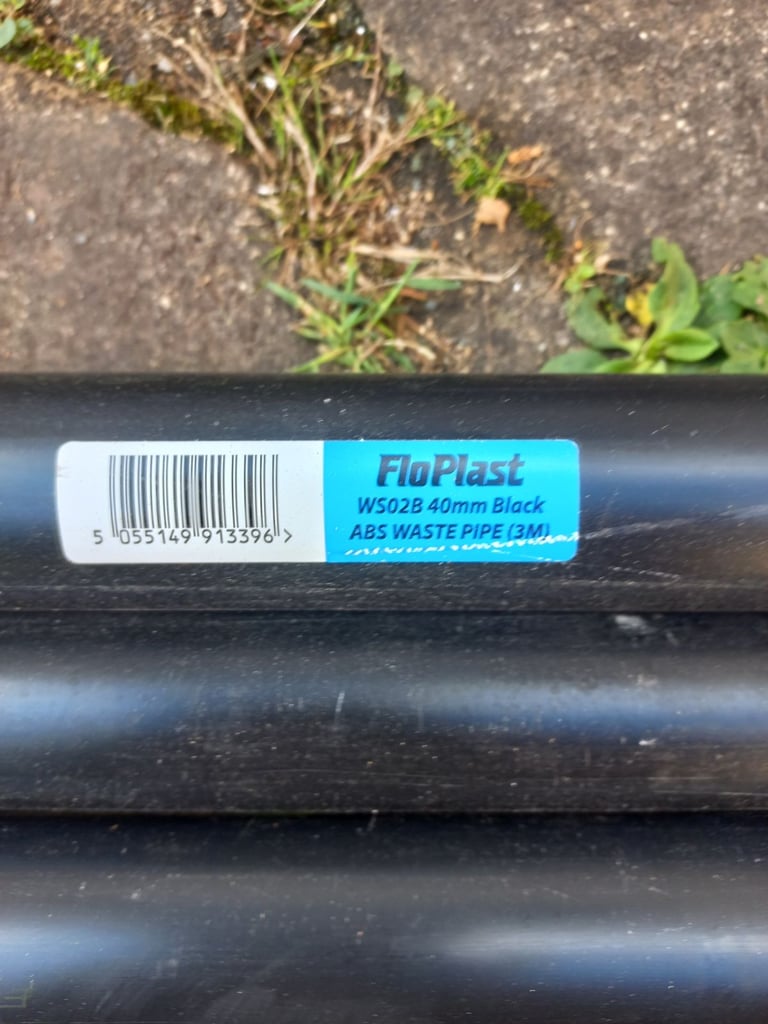 FloPlast
WS02B 40mm Black
ABS WASTE PIPE (3M)
5 055149 913396 >